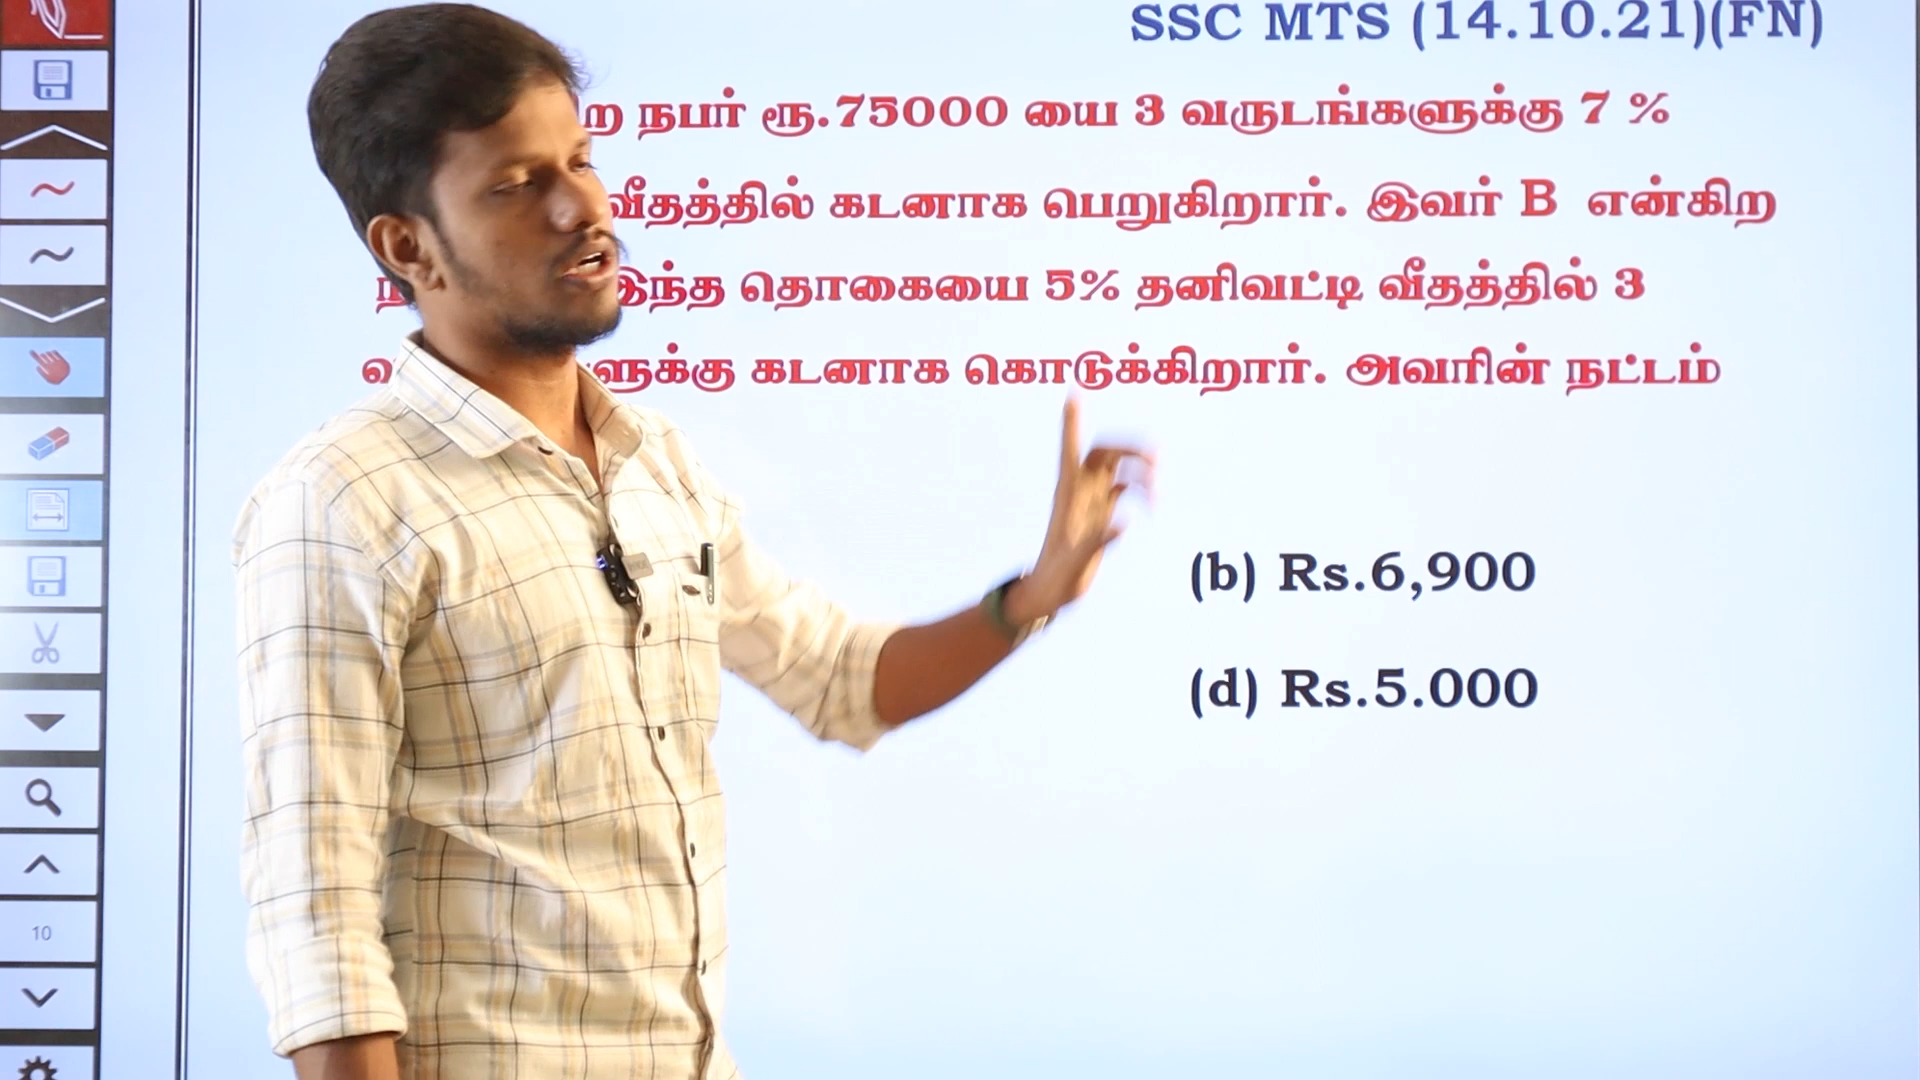 SSC MTS (14.10.21)(FN)
நபர் ரூ.75000 யை 3 வருடங்களுக்கு 7 %
வீதத்தில் கடனாக பெறுகிறார். இவர் B என்கிற
இந்த தொகையை 5% தனிவட்டி வீதத்தில் 3
கடனாக கொடுக்கிறார். அவரின் நட்டம்
(b) Rs.6,900
(d) Rs.5.000
10